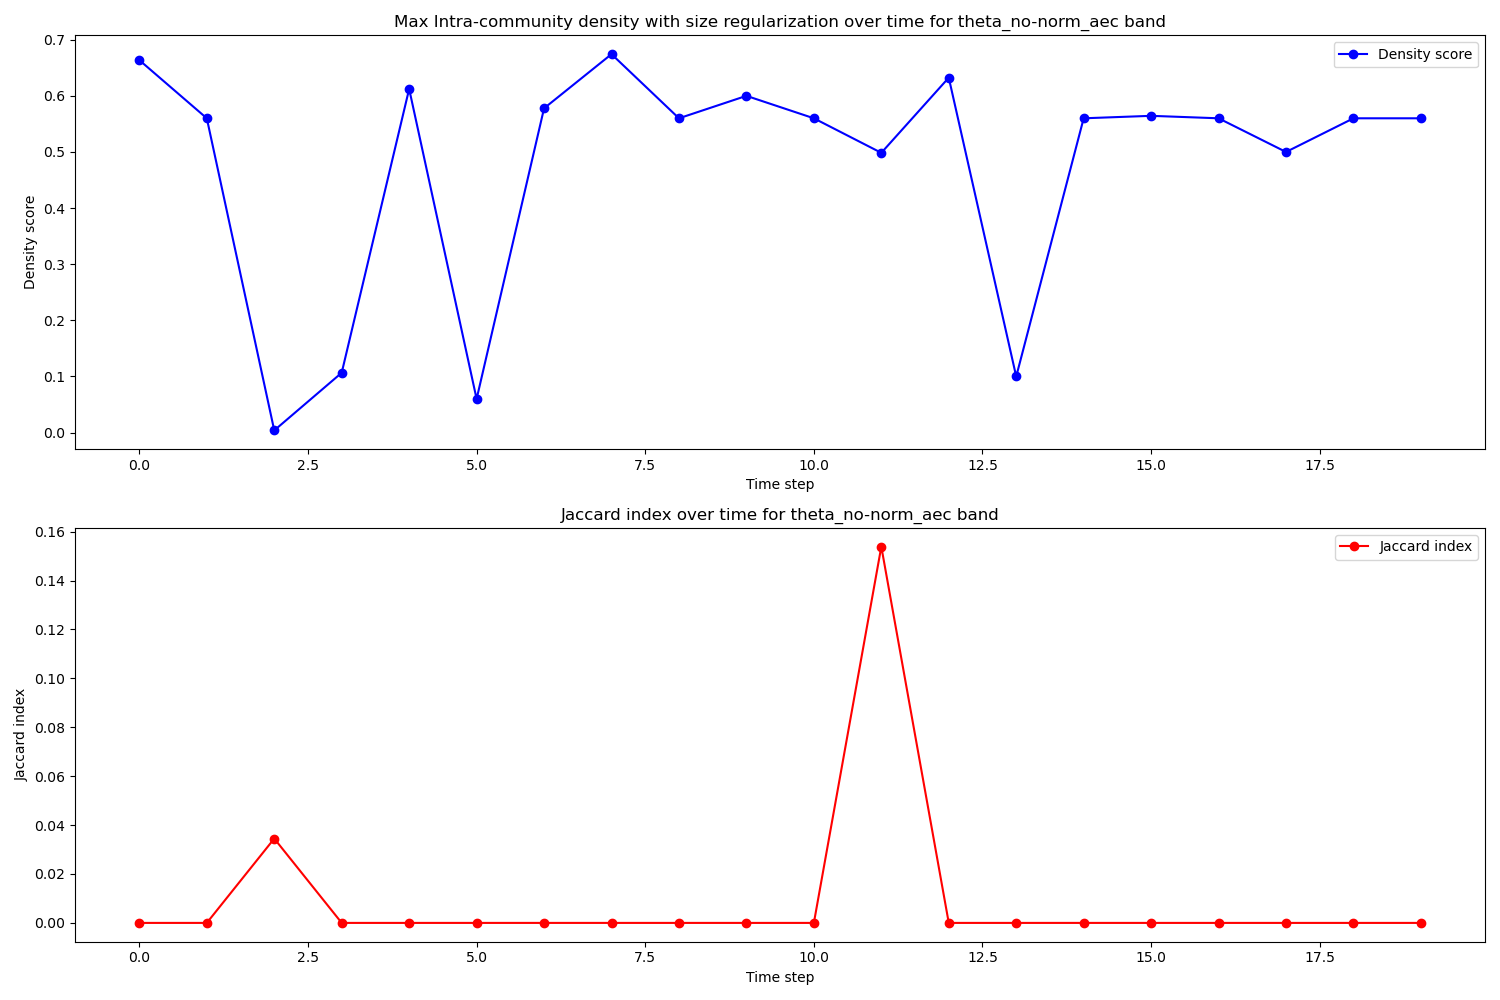 Max Intra-community density with size regularization over time for theta_no-norm_aec band
0.7
0.6
0.5
0.4
0.3
0.2
0.1
0.0
Density score
Density score
0.0 2.5 5.0 7.5 10.0 12.5 15.0 17.5
Time step
Jaccard index over time for theta_no-norm_aec band
0.16
0.14
0.12
0.10
0.08
0.06
0.04
0.02
0.00
Jaccard index
Jaccard index
0.0 2.5 5.0 7.5 10.0 12.5 15.0 17.5
Time step